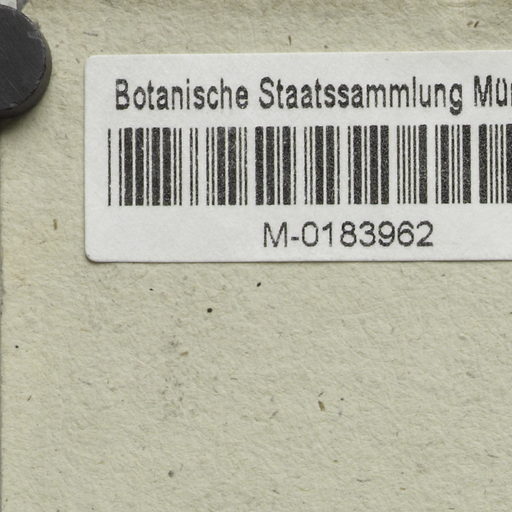 Botanische Staatssammlung Mün
M-0183962